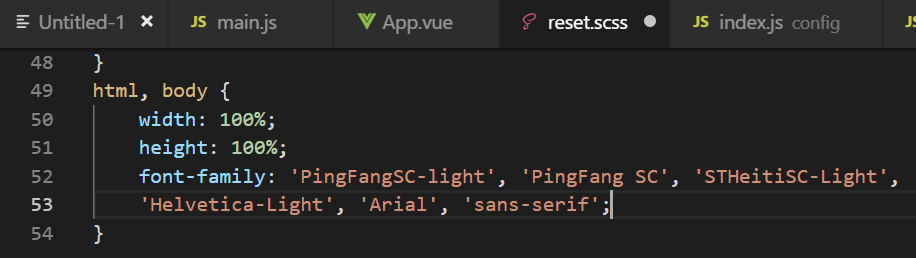 Untitled-1 × JS main.js App.vue reset.scss JS index.js config JS
48 }
49 html, body {
50 width: 100%;
51 height: 100%;
52 font-family: 'PingFangSC-light', 'PingFang SC', 'STHeitiSC-Light',
53 'Helvetica-Light', 'Arial', 'sans-serif';
54 }